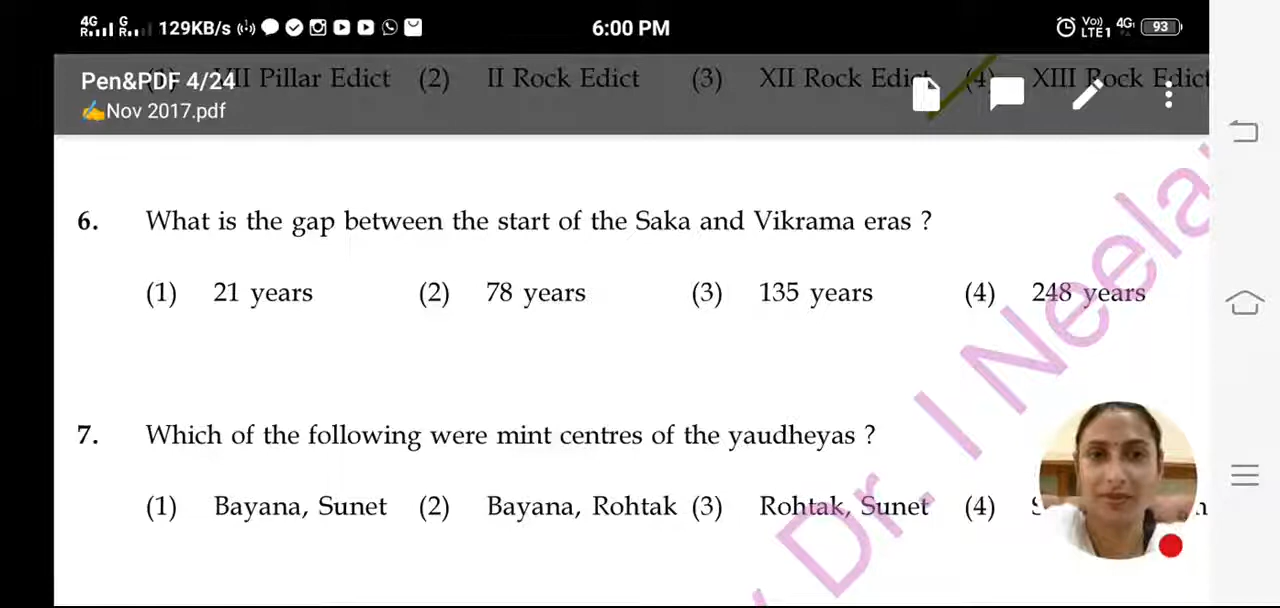 4G R G R 129KB/s 6:00 PM Vo)) LTE1 4G 93
(1) VII Pillar Edict (2) II Rock Edict (3) XII Rock Edict (4) XIII Rock Edict
Pen&PDF 4/24
✍Nov 2017.pdf
6. What is the gap between the start of the Saka and Vikrama eras ?
(1) 21 years (2) 78 years (3) 135 years (4) 248 years
7. Which of the following were mint centres of the yaudheyas ?
(1) Bayana, Sunet (2) Bayana, Rohtak (3) Rohtak, Sunet (4)
Dr. I Neela